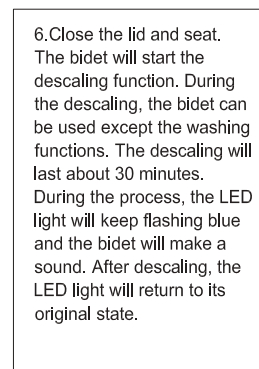 6.Close the lid and seat.
The bidet will start the
descaling function. During
the descaling, the bidet can
be used except the washing
functions. The descaling will
last about 30 minutes.
During the process, the LED
light will keep flashing blue
and the bidet will make a
sound. After descaling, the
LED light will return to its
original state.